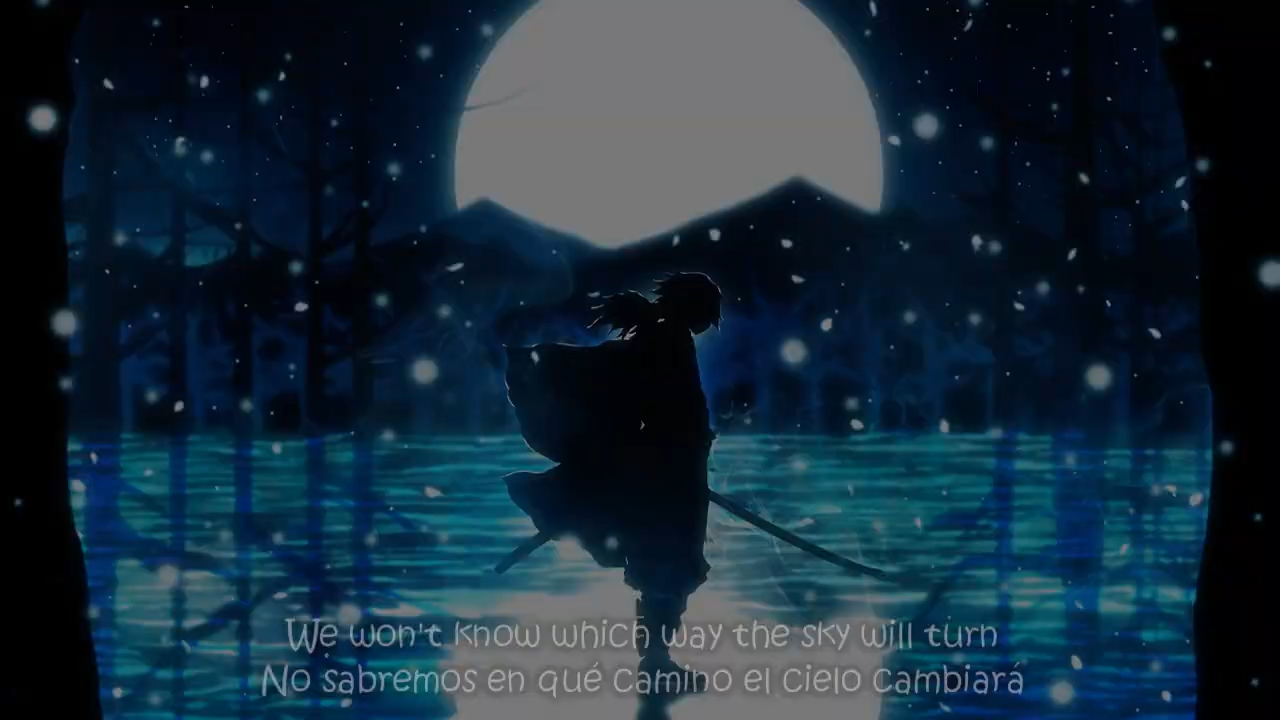 We won't know which way the sky will turn
No sabremos en qué camino el cielo cambiará